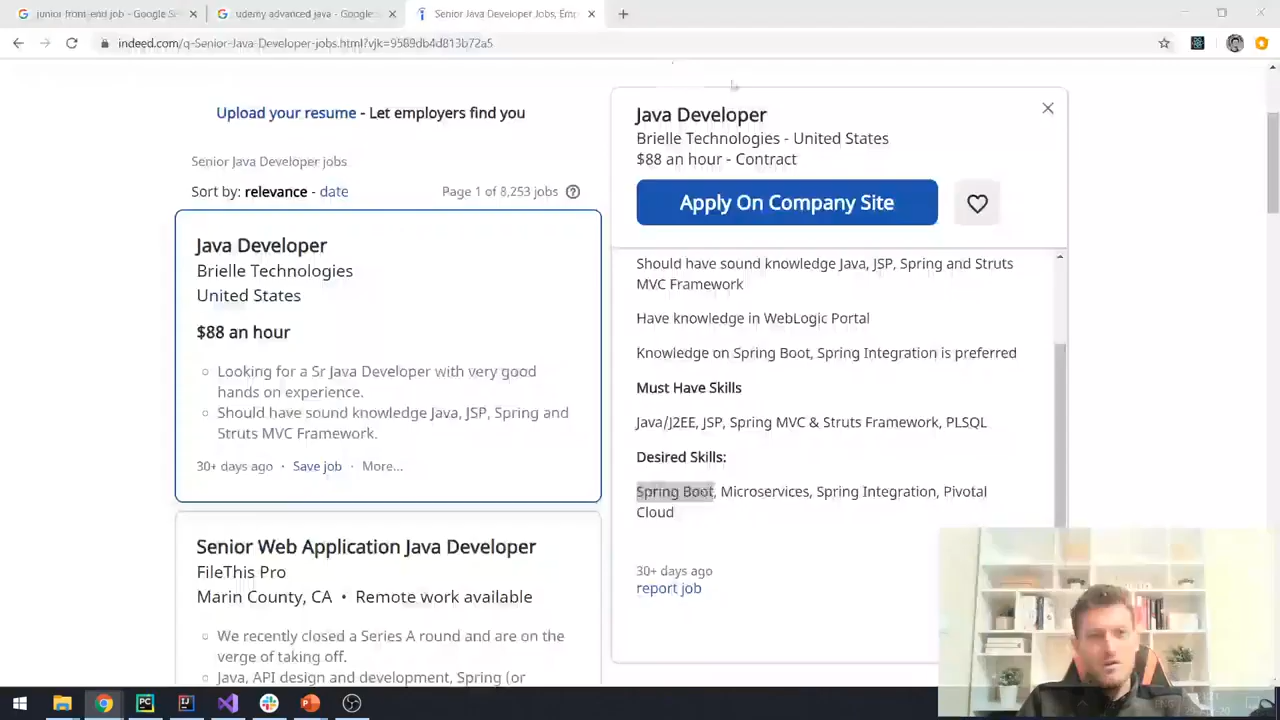 junior front-end job - Google Se
udemy advanced java - Google
Senior Java Developer Jobs, Emp
indeed.com/q-Senior-Java-Developer-jobs.html?vjk=9589db4d813b72a5
Upload your resume - Let employers find you
Senior Java Developer jobs
Sort by: relevance - date
Page 1 of 8,253 jobs
Java Developer
Brielle Technologies
United States
$88 an hour
Looking for a Sr Java Developer with very good
hands on experience.
Should have sound knowledge Java, JSP, Spring and
Struts MVC Framework.
30+ days ago · Save job · More...
Senior Web Application Java Developer
FileThis Pro
Marin County, CA • Remote work available
We recently closed a Series A round and are on the
verge of taking off.
Java, API design and development, Spring (or
Java Developer
Brielle Technologies - United States
$88 an hour - Contract
Apply On Company Site
Should have sound knowledge Java, JSP, Spring and Struts
MVC Framework
Have knowledge in WebLogic Portal
Knowledge on Spring Boot, Spring Integration is preferred
Must Have Skills
Java/J2EE, JSP, Spring MVC & Struts Framework, PLSQL
Desired Skills:
Spring Boot, Microservices, Spring Integration, Pivotal
Cloud
30+ days ago
report job